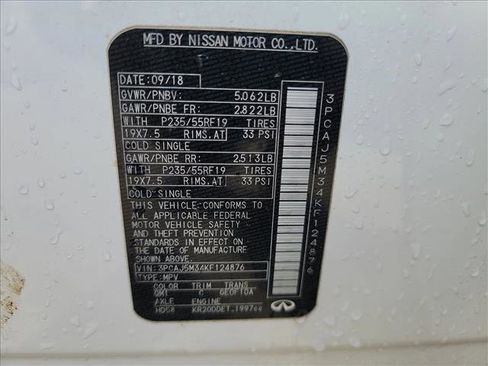 MFD BY NISSAN MOTOR CO.,LTD.
DATE: 09/18
GVWR/PNBV: 5062LB
GAWR/PNBE FR: 2822LB
WITH P235/55RF19 TIRES
19X7.5 RIMS.AT 33 PSI
COLD SINGLE
GAWR/PNBE RR: 2513LB
WITH P235/55RF19 TIRES
19X7.5 RIMS.AT 33 PSI
COLD SINGLE
THIS VEHICLE CONFORMS TO
ALL APPLICABLE FEDERAL
MOTOR VEHICLE SAFETY
AND THEFT PREVENTION
STANDARDS IN EFFECT ON
THE DATE OF MANUFACTURE
SHOWN ABOVE.
VIN: 3PCAJ5M34KF124876
TYPE: MPV
COLOR TRIM TRANS
G
AXLE ENGINE
KR20DDET.1997cc
3PCAJ5M34KF124876